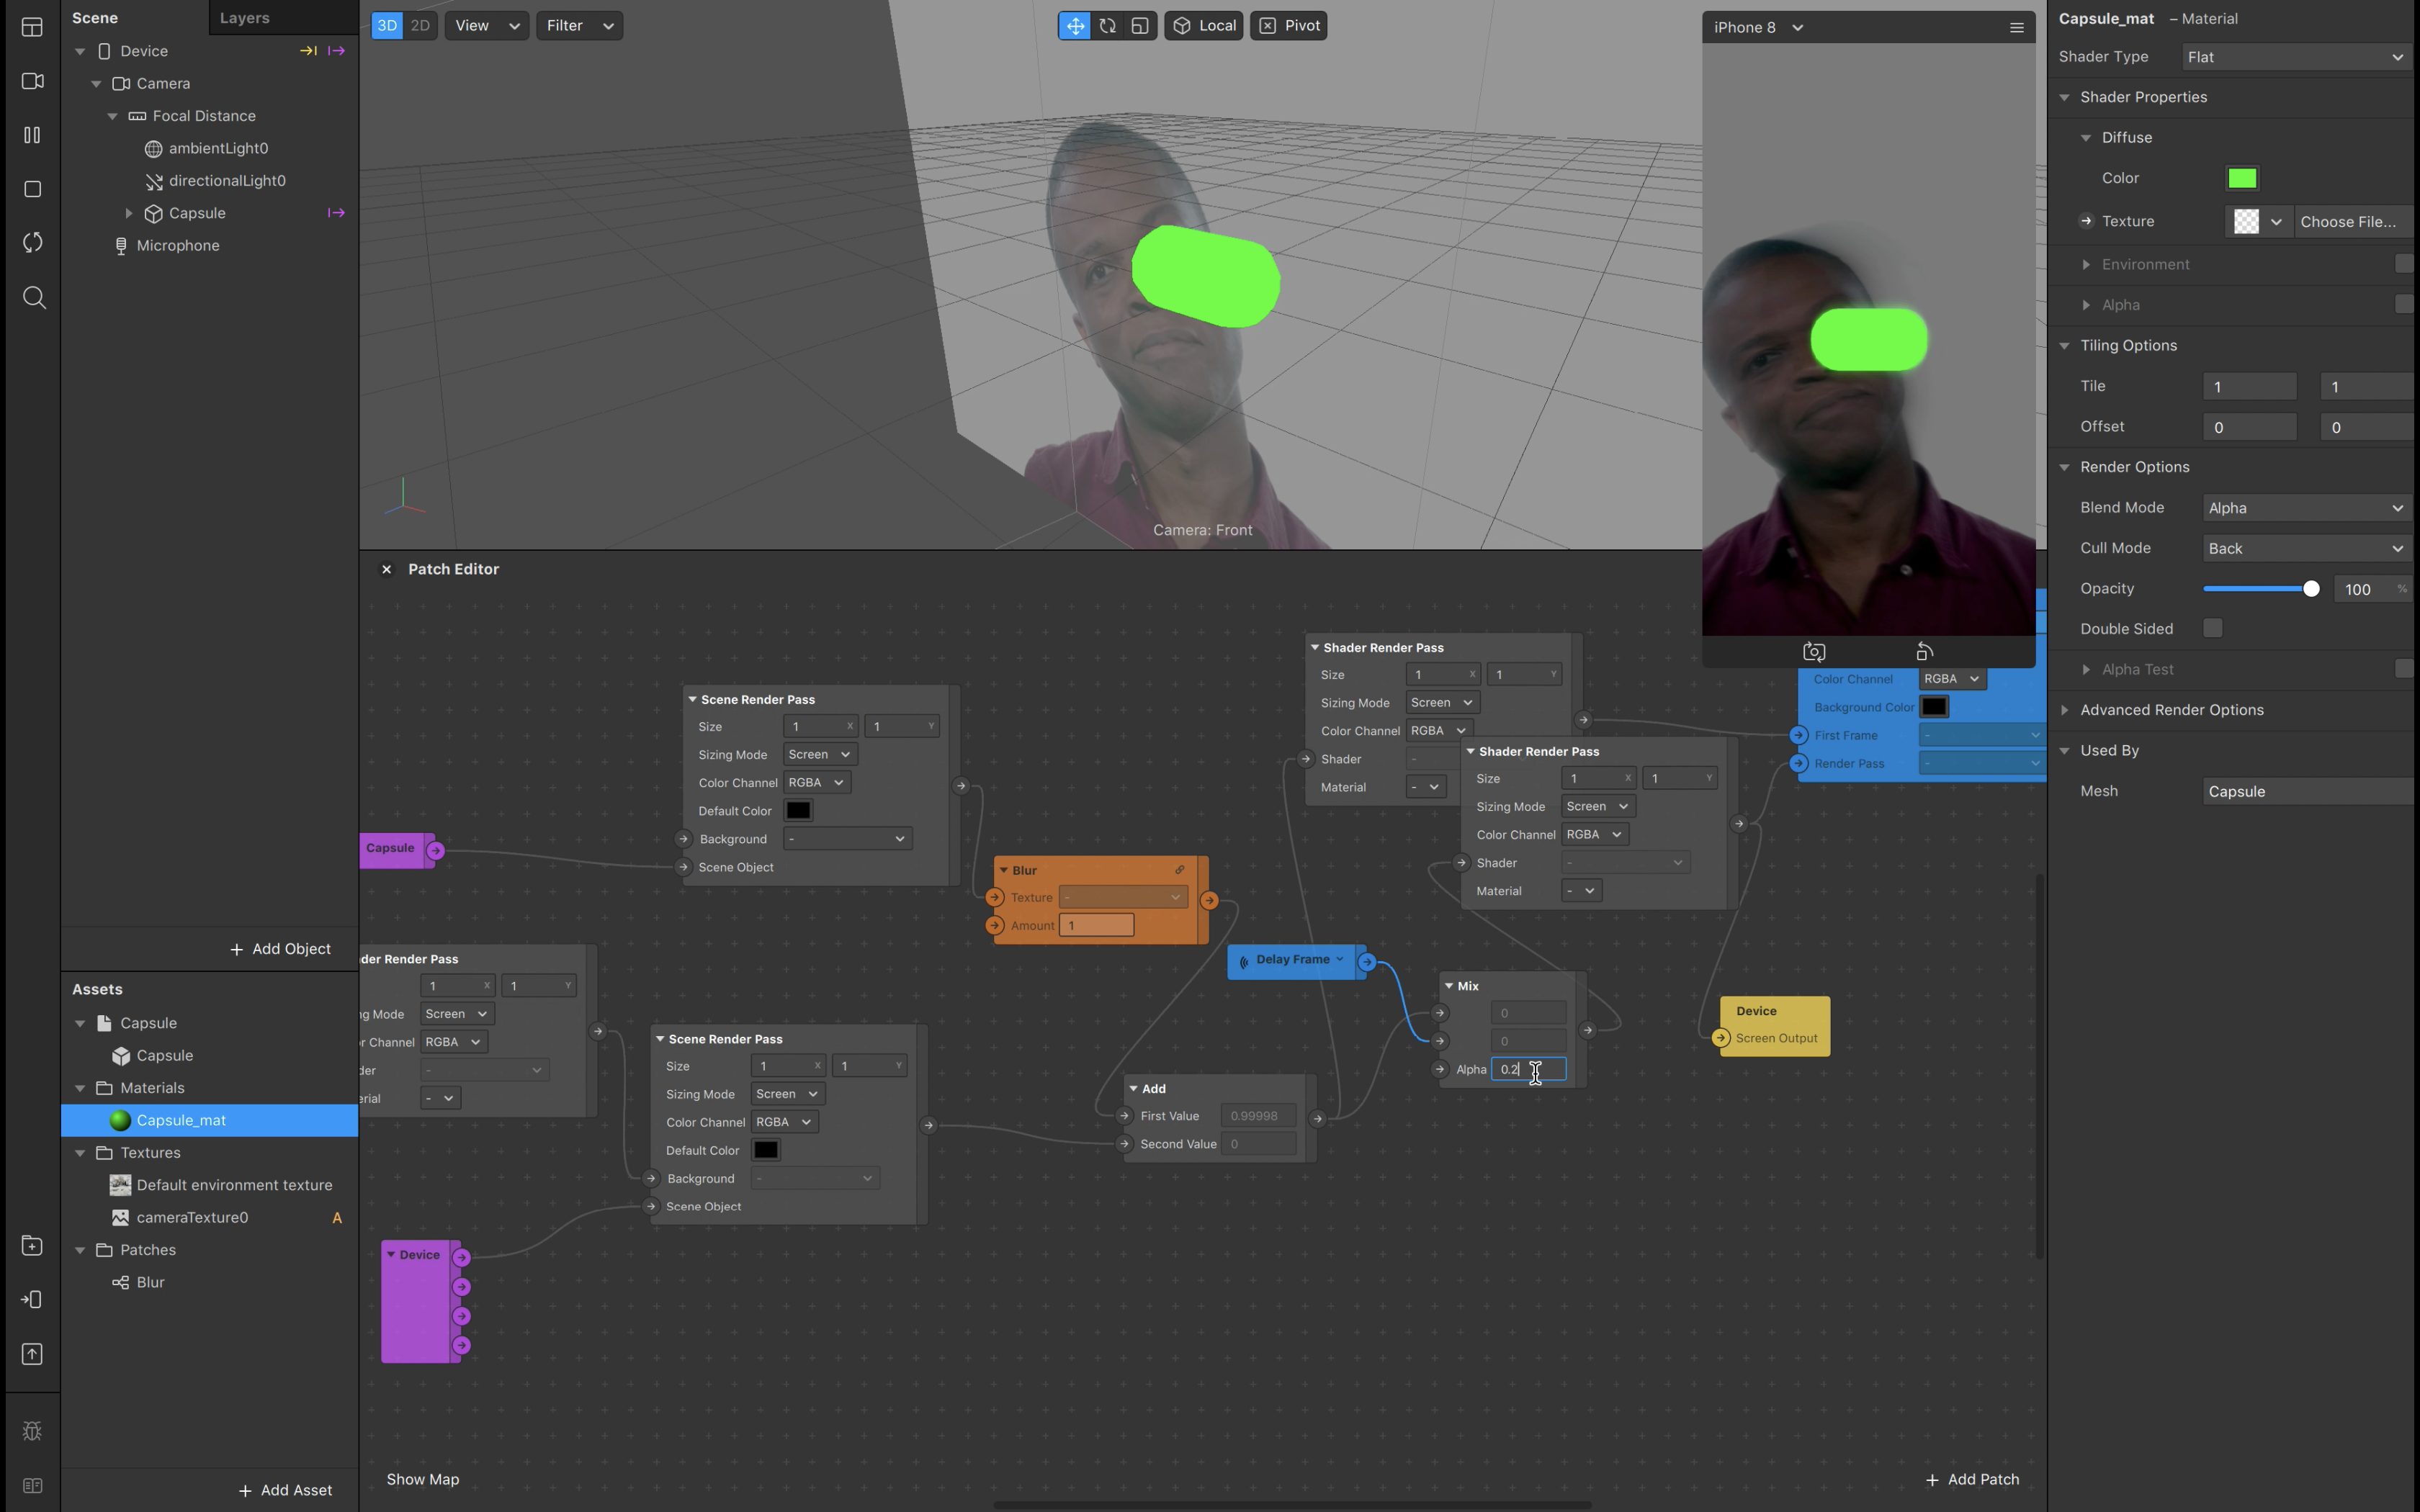 Scene
Layers
Device
Camera
Focal Distance
ambientLight0
directionalLight0
Capsule
Microphone
+ Add Object
Assets
Capsule
Capsule
Materials
Capsule_mat
Textures
Default environment texture
cameraTexture0 A
Patches
Blur
+ Add Asset
3D 2D View Filter
Local Pivot
Camera: Front
iPhone 8
Patch Editor
Capsule
Scene Render Pass
Size 1 X 1 Y
Sizing Mode Screen
Color Channel RGBA
Default Color
Background -
Scene Object
der Render Pass
1 X 1 Y
ng Mode Screen
r Channel RGBA
der -
rial -
Device
Scene Render Pass
Size 1 X 1 Y
Sizing Mode Screen
Color Channel RGBA
Default Color
Background -
Scene Object
Blur
Texture -
Amount 1
Add
First Value 0.99998
Second Value 0
Delay Frame
Shader Render Pass
Size 1 X 1 Y
Sizing Mode Screen
Color Channel RGBA
Shader -
Material -
Shader Render Pass
Size 1 X 1 Y
Sizing Mode Screen
Color Channel RGBA
Shader -
Material -
Mix
0
0
Alpha 0.2
Color Channel RGBA
Background Color
First Frame -
Render Pass -
Device
Screen Output
Show Map
+ Add Patch
Capsule_mat – Material
Shader Type Flat
Shader Properties
Diffuse
Color
Texture Choose File...
Environment
Alpha
Tiling Options
Tile 1 1
Offset 0 0
Render Options
Blend Mode Alpha
Cull Mode Back
Opacity 100 %
Double Sided
Alpha Test
Advanced Render Options
Used By
Mesh Capsule